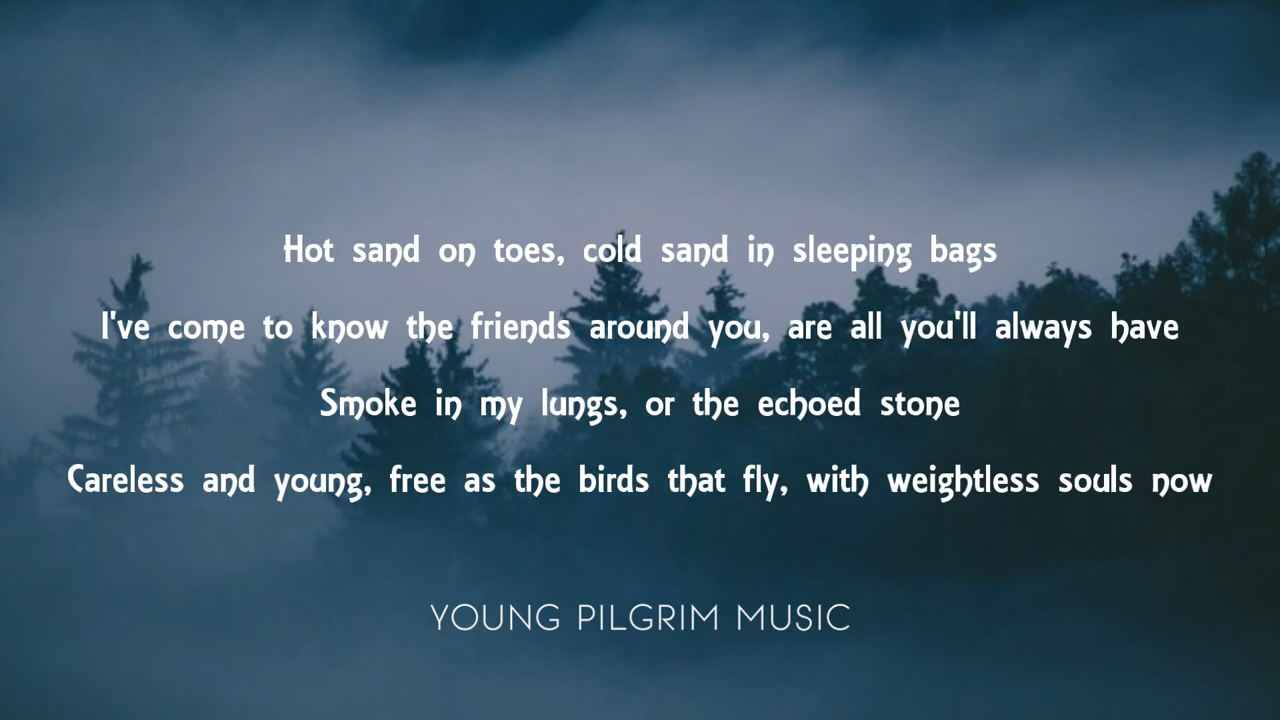 Hot sand on toes, cold sand in sleeping bags
I've come to know the friends around you, are all you'll always have
Smoke in my lungs, or the echoed stone
Careless and young, free as the birds that fly, with weightless souls now
YOUNG PILGRIM MUSIC